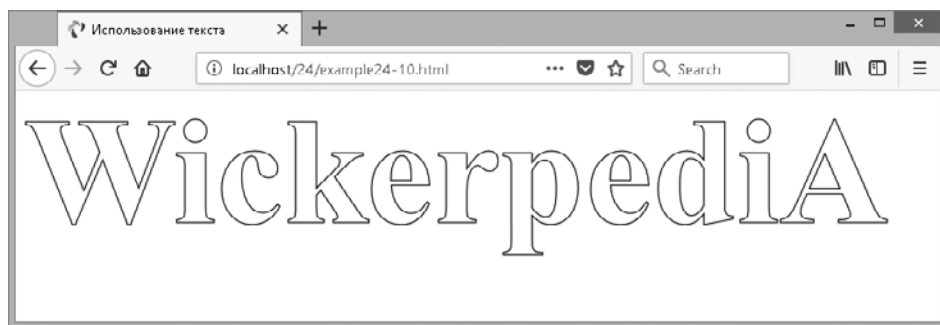 Использование текста
localhost/24/example24-10.html
Search
WickerpediA